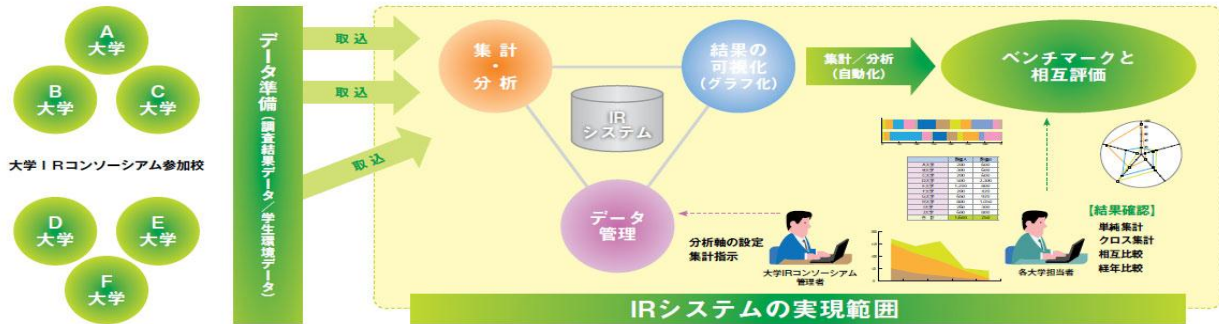 A
大学
B
大学
C
大学
大学IRコンソーシアム参加校
D
大学
E
大学
F
大学
データ準備(調査結果データ/学生環境データ)
取込
取込
取込
集計
・
分析
結果の
可視化
(グラフ化)
IR
システム
データ
管理
集計/分析
(自動化)
ベンチマークと
相互評価
分析軸の設定
集計指示
大学IRコンソーシアム
管理者
各大学担当者
【結果確認】
単純集計
クロス集計
相互比較
経年比較
IRシステムの実現範囲